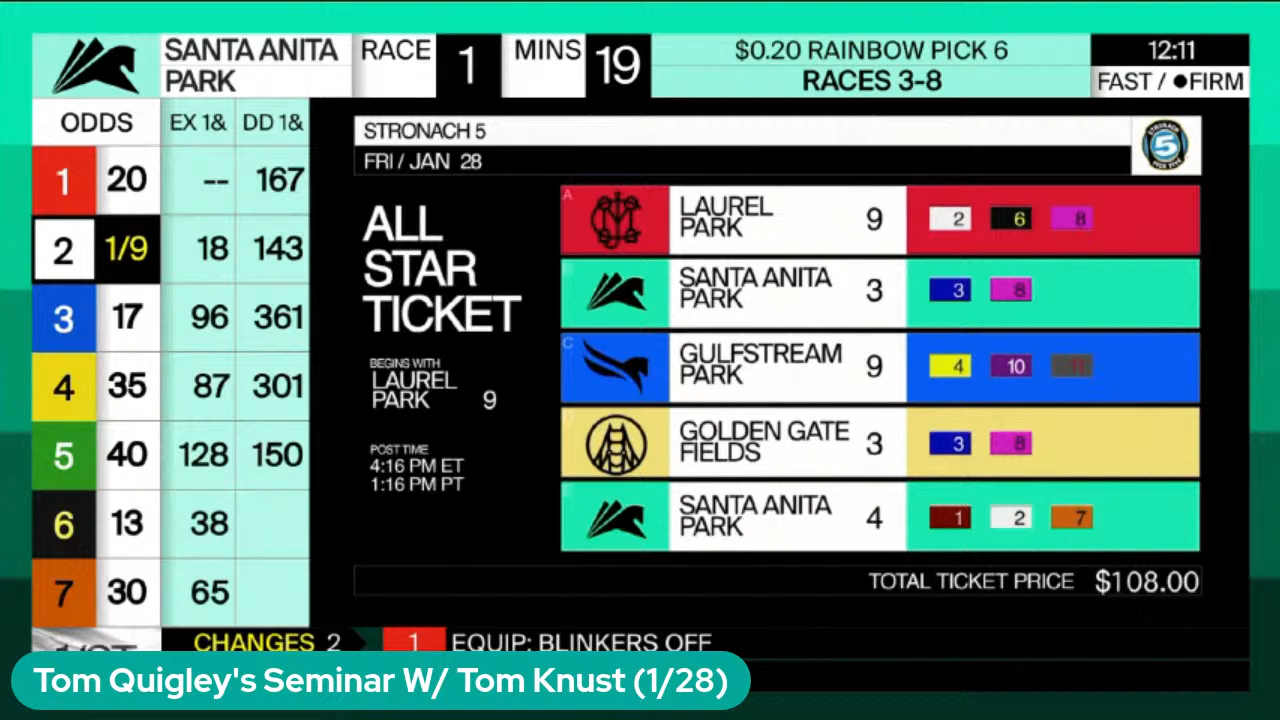 SANTA ANITA
PARK
RACE
1
MINS
19
$0.20 RAINBOW PICK 6
RACES 3-8
12:11
FAST / ●FIRM
ODDS EX 1& DD 1&
1 20 -- 167
2 1/9 18 143
3 17 96 361
4 35 87 301
5 40 128 150
6 13 38
7 30 65
STRONACH 5
FRI / JAN 28
STRONACH
5
PICK FIVE
ALL
STAR
TICKET
BEGINS WITH
LAUREL
PARK 9
POST TIME
4:16 PM ET
1:16 PM PT
A
LAUREL
PARK
9
2 6 8
SANTA ANITA
PARK
3
3 8
C
GULFSTREAM
PARK
9
4 10 11
GOLDEN GATE
FIELDS
3
3 8
SANTA ANITA
PARK
4
1 2 7
TOTAL TICKET PRICE $108.00
CHANGES 2
1 EQUIP: BLINKERS OFF
Tom Quigley's Seminar W/ Tom Knust (1/28)